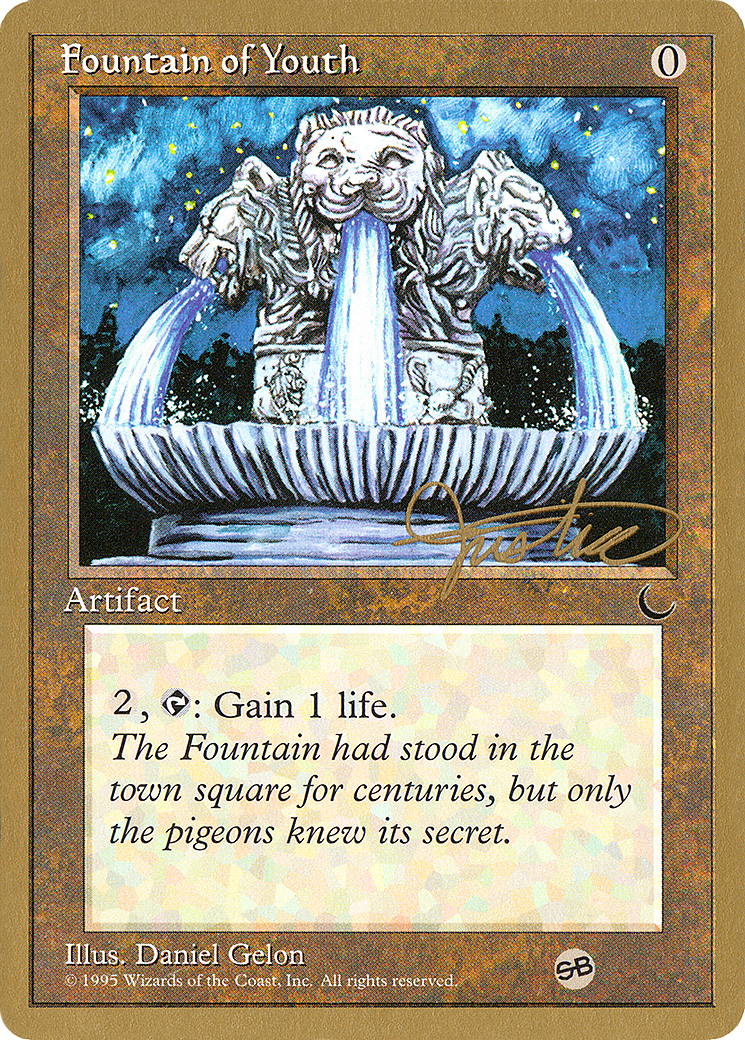 Fountain of Youth 0
Justice
Artifact
2, : Gain 1 life.
The Fountain had stood in the
town square for centuries, but only
the pigeons knew its secret.
Illus. Daniel Gelon
© 1995 Wizards of the Coast, Inc. All rights reserved.
SB